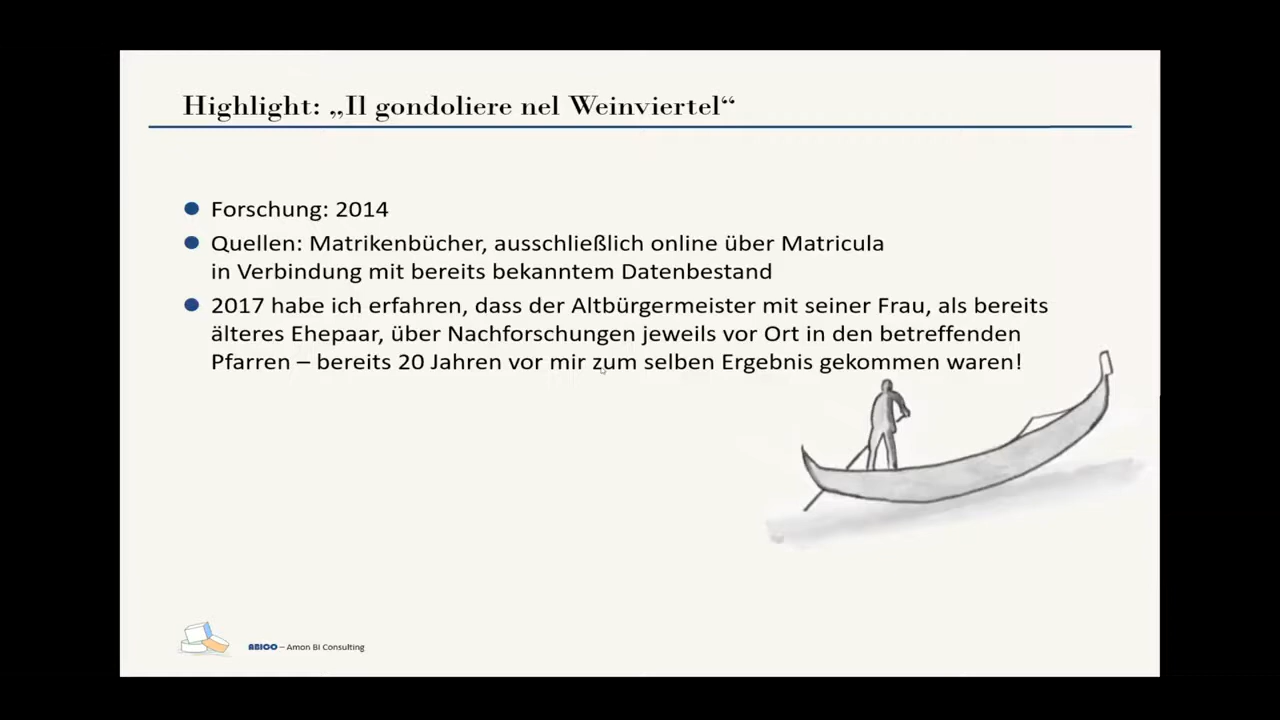 Highlight: „Il gondoliere nel Weinviertel“
Forschung: 2014
Quellen: Matrikenbücher, ausschließlich online über Matricula
in Verbindung mit bereits bekanntem Datenbestand
2017 habe ich erfahren, dass der Altbürgermeister mit seiner Frau, als bereits
älteres Ehepaar, über Nachforschungen jeweils vor Ort in den betreffenden
Pfarren – bereits 20 Jahren vor mir zum selben Ergebnis gekommen waren!
ABICO – Amon BI Consulting